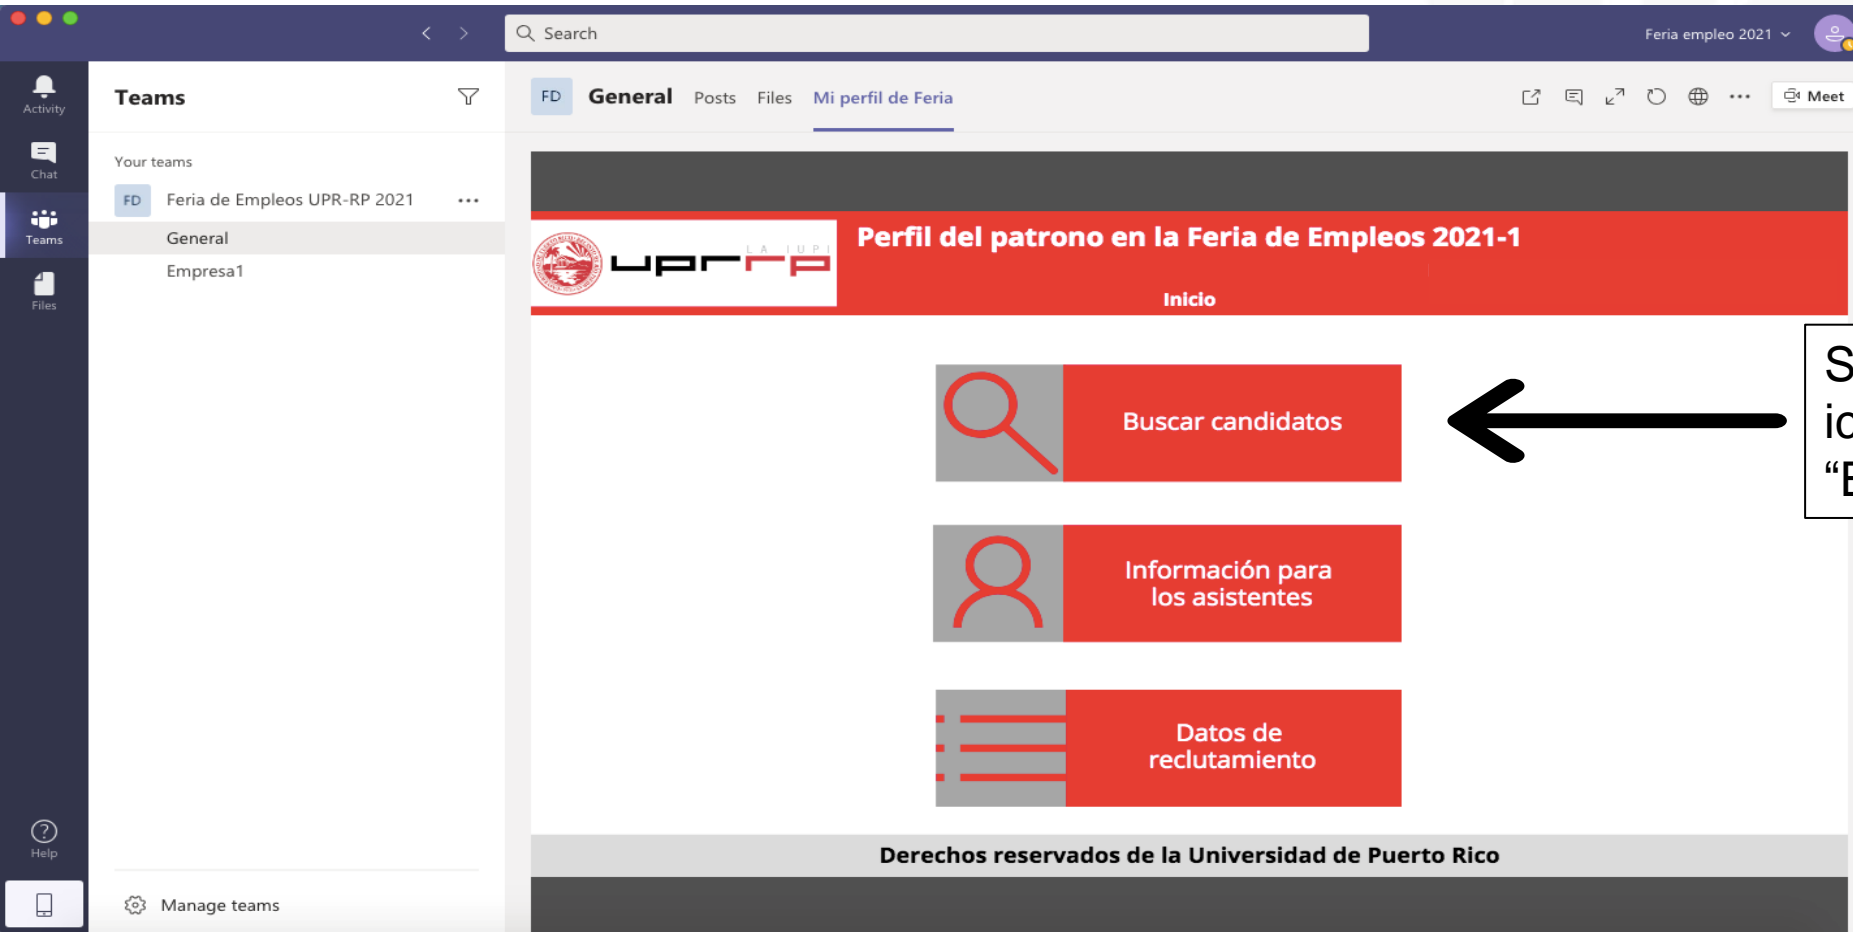 Search
Feria empleo 2021
Activity
Chat
Teams
Files
Help
Teams
Your teams
FD Feria de Empleos UPR-RP 2021
General
Empresa1
Manage teams
FD General Posts Files Mi perfil de Feria
Meet
LA IUPI
uprrp
Perfil del patrono en la Feria de Empleos 2021-1
Inicio
Buscar candidatos
Información para
los asistentes
Datos de
reclutamiento
Derechos reservados de la Universidad de Puerto Rico